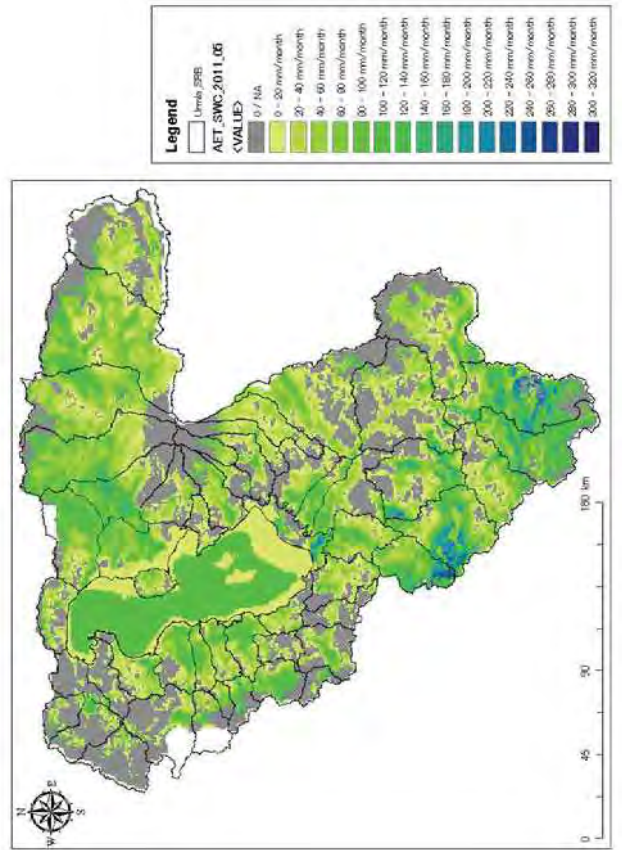 N
W
E
S
0
45
90
180 km
Legend
Urmia_SRB
AET_SWC_2011_05
<VALUE>
0 / NA
0 - 20 mm/month
20 - 40 mm/month
40 - 60 mm/month
60 - 80 mm/month
80 - 100 mm/month
100 - 120 mm/month
120 - 140 mm/month
140 - 160 mm/month
160 - 180 mm/month
180 - 200 mm/month
200 - 220 mm/month
220 - 240 mm/month
240 - 260 mm/month
260 - 280 mm/month
280 - 300 mm/month
300 - 320 mm/month